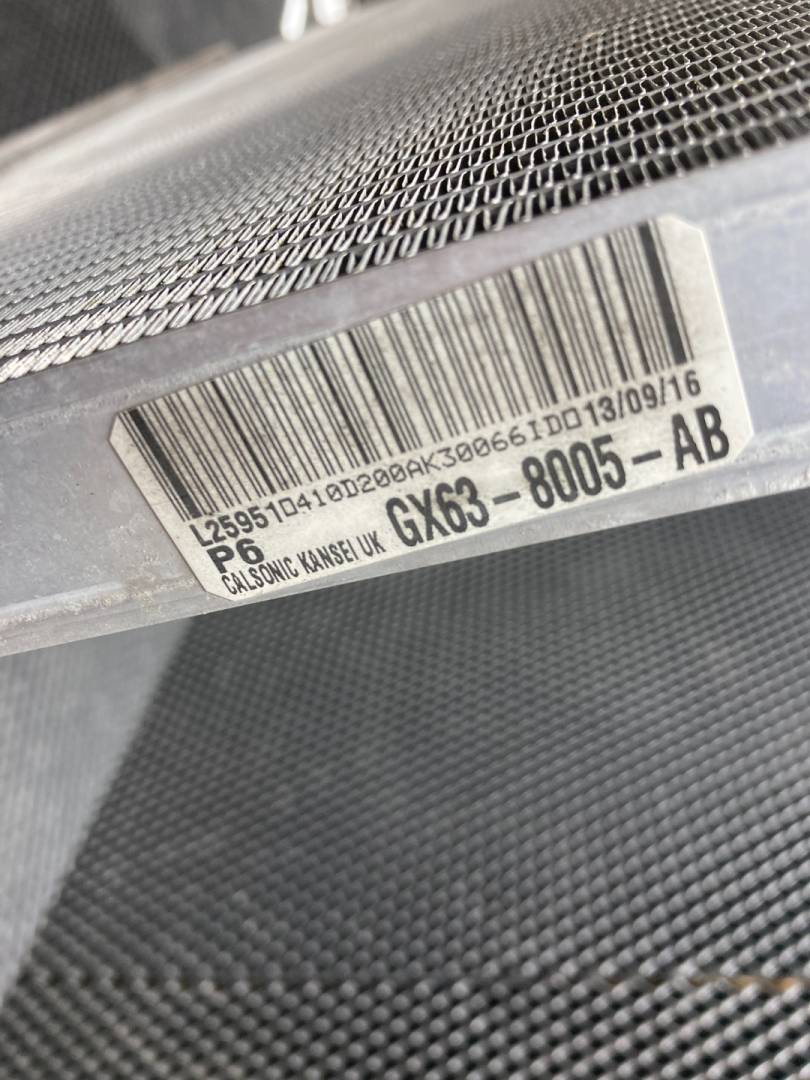 L25951□410D200AK30066ID□13/09/16
P6 GX63-8005-AB
CALSONIC KANSEI UK